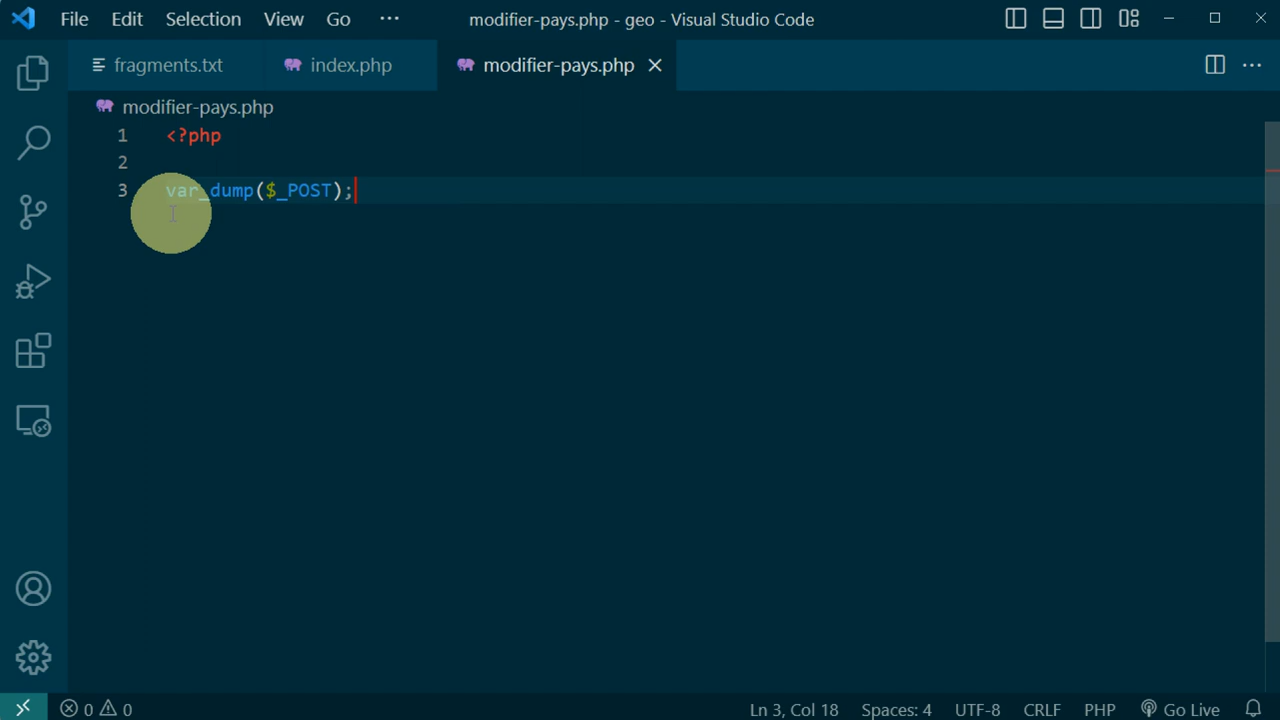 File Edit Selection View Go ··· modifier-pays.php - geo - Visual Studio Code
fragments.txt index.php modifier-pays.php
modifier-pays.php
1 <?php
2
3 var_dump($_POST);
0 0 Ln 3, Col 18 Spaces: 4 UTF-8 CRLF PHP Go Live